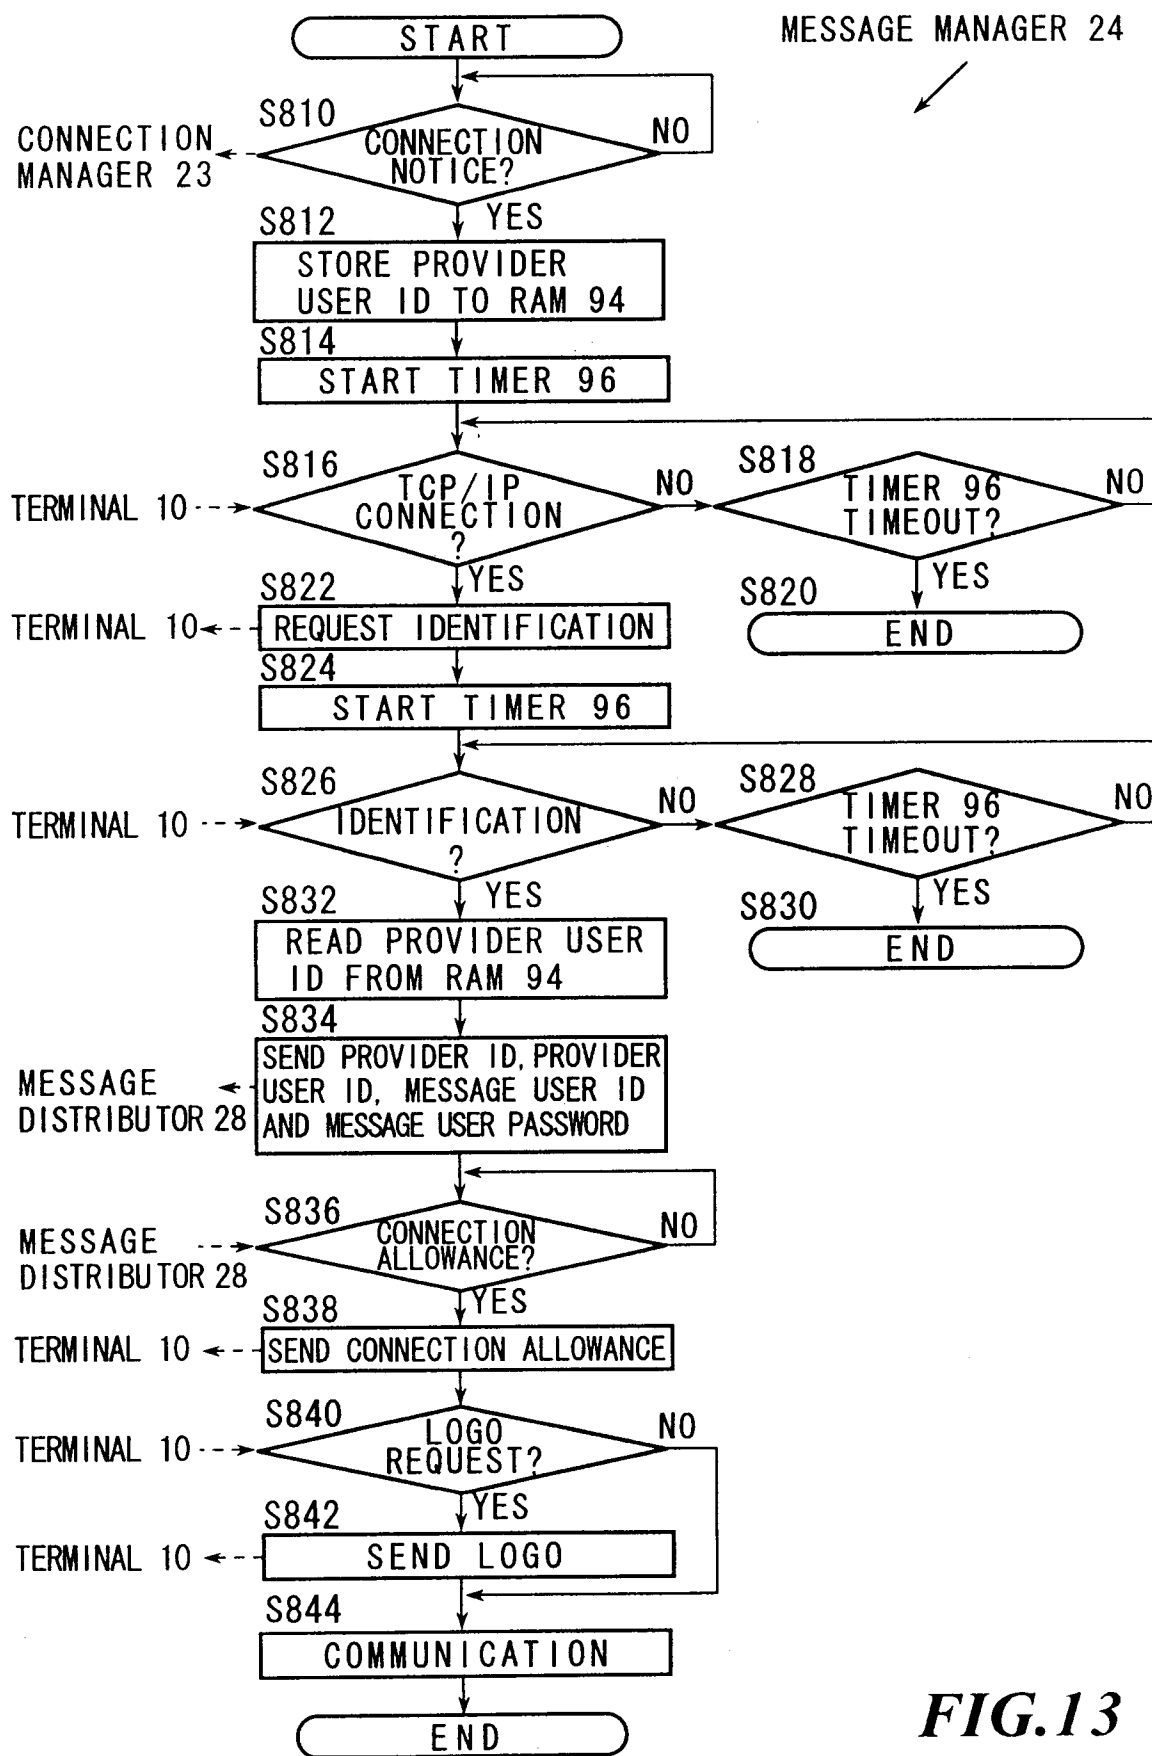 START
MESSAGE MANAGER 24
S810
CONNECTION
MANAGER 23
CONNECTION
NOTICE?
NO
YES
S812
STORE PROVIDER
USER ID TO RAM 94
S814
START TIMER 96
S816
TERMINAL 10
TCP/IP
CONNECTION
?
NO
S818
TIMER 96
TIMEOUT?
NO
YES
YES
S820
END
S822
TERMINAL 10
REQUEST IDENTIFICATION
S824
START TIMER 96
S826
TERMINAL 10
IDENTIFICATION
?
NO
S828
TIMER 96
TIMEOUT?
NO
YES
YES
S830
END
S832
READ PROVIDER USER
ID FROM RAM 94
S834
MESSAGE
DISTRIBUTOR 28
SEND PROVIDER ID, PROVIDER
USER ID, MESSAGE USER ID
AND MESSAGE USER PASSWORD
S836
MESSAGE
DISTRIBUTOR 28
CONNECTION
ALLOWANCE?
NO
YES
S838
TERMINAL 10
SEND CONNECTION ALLOWANCE
S840
TERMINAL 10
LOGO
REQUEST?
NO
YES
S842
TERMINAL 10
SEND LOGO
S844
COMMUNICATION
END
FIG.13